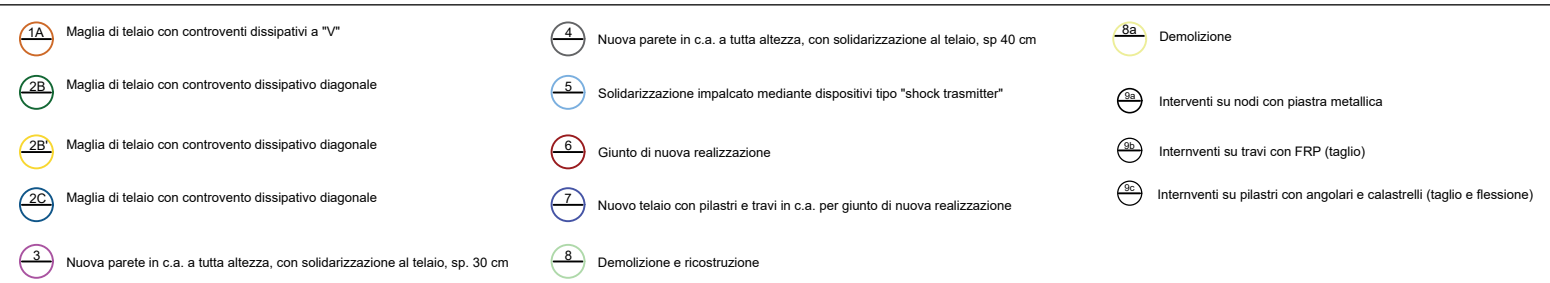 1A Maglia di telaio con controventi dissipativi a "V"
2B Maglia di telaio con controvento dissipativo diagonale
2B' Maglia di telaio con controvento dissipativo diagonale
2C Maglia di telaio con controvento dissipativo diagonale
3 Nuova parete in c.a. a tutta altezza, con solidarizzazione al telaio, sp. 30 cm
4 Nuova parete in c.a. a tutta altezza, con solidarizzazione al telaio, sp 40 cm
5 Solidarizzazione impalcato mediante dispositivi tipo "shock trasmitter"
6 Giunto di nuova realizzazione
7 Nuovo telaio con pilastri e travi in c.a. per giunto di nuova realizzazione
8 Demolizione e ricostruzione
8a Demolizione
9a Interventi su nodi con piastra metallica
9b Internventi su travi con FRP (taglio)
9c Internventi su pilastri con angolari e calastrelli (taglio e flessione)